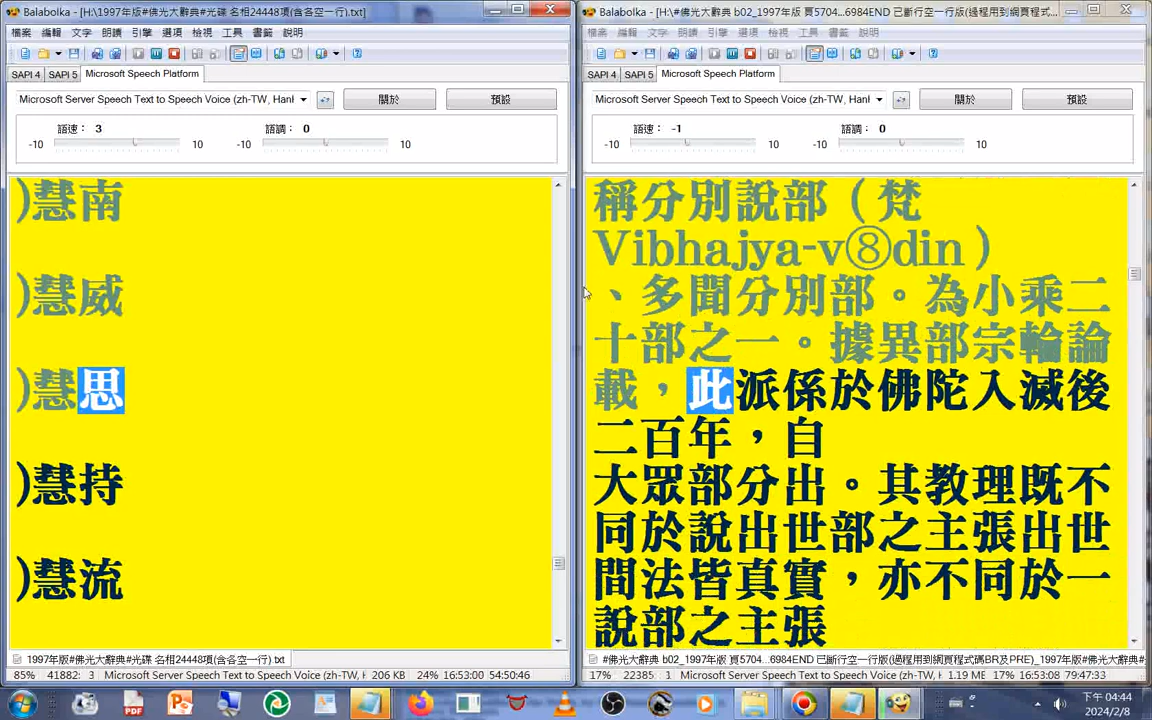 Balabolka - [H:\1997年版#佛光大辭典#光碟 名相24448項(含各空一行).txt]
檔案 編輯 文字 朗讀 引擎 選項 檢視 工具 書籤 說明
SAPI 4 SAPI 5 Microsoft Speech Platform
Microsoft Server Speech Text to Speech Voice (zh-TW, Hanl 關於 預設
語速： 3 語調： 0
-10 10 -10 10
)慧南
)慧威
)慧思
)慧持
)慧流
1997年版#佛光大辭典#光碟 名相24448項(含各空一行).txt
85% 41882: 3 Microsoft Server Speech Text to Speech Voice (zh-TW, Hanl 206 KB 24% 16:53:00 54:50:46
Balabolka - [H:\#佛光大辭典 b02_1997年版 頁5704...6984END 已斷行空一行版(過程用到網頁程式...
檔案 編輯 文字 朗讀 引擎 選項 檢視 工具 書籤 說明
SAPI 4 SAPI 5 Microsoft Speech Platform
Microsoft Server Speech Text to Speech Voice (zh-TW, Hanl 關於 預設
語速： -1 語調： 0
-10 10 -10 10
稱分別說部（梵
Vibhajya-v⑧din）
、多聞分別部。為小乘二
十部之一。據異部宗輪論
載，此派係於佛陀入滅後
二百年，自
大眾部分出。其教理既不
同於說出世部之主張出世
間法皆真實，亦不同於一
說部之主張
#佛光大辭典 b02_1997年版 頁5704...6984END 已斷行空一行版(過程用到網頁程式碼BR及PRE)_1997年版#佛光大辭典#
17% 22385: 1 Microsoft Server Speech Text to Speech Voice (zh-TW, Hanl 1.19 ME 17% 16:53:08 79:47:33
PDF
下午 04:44
2024/2/8